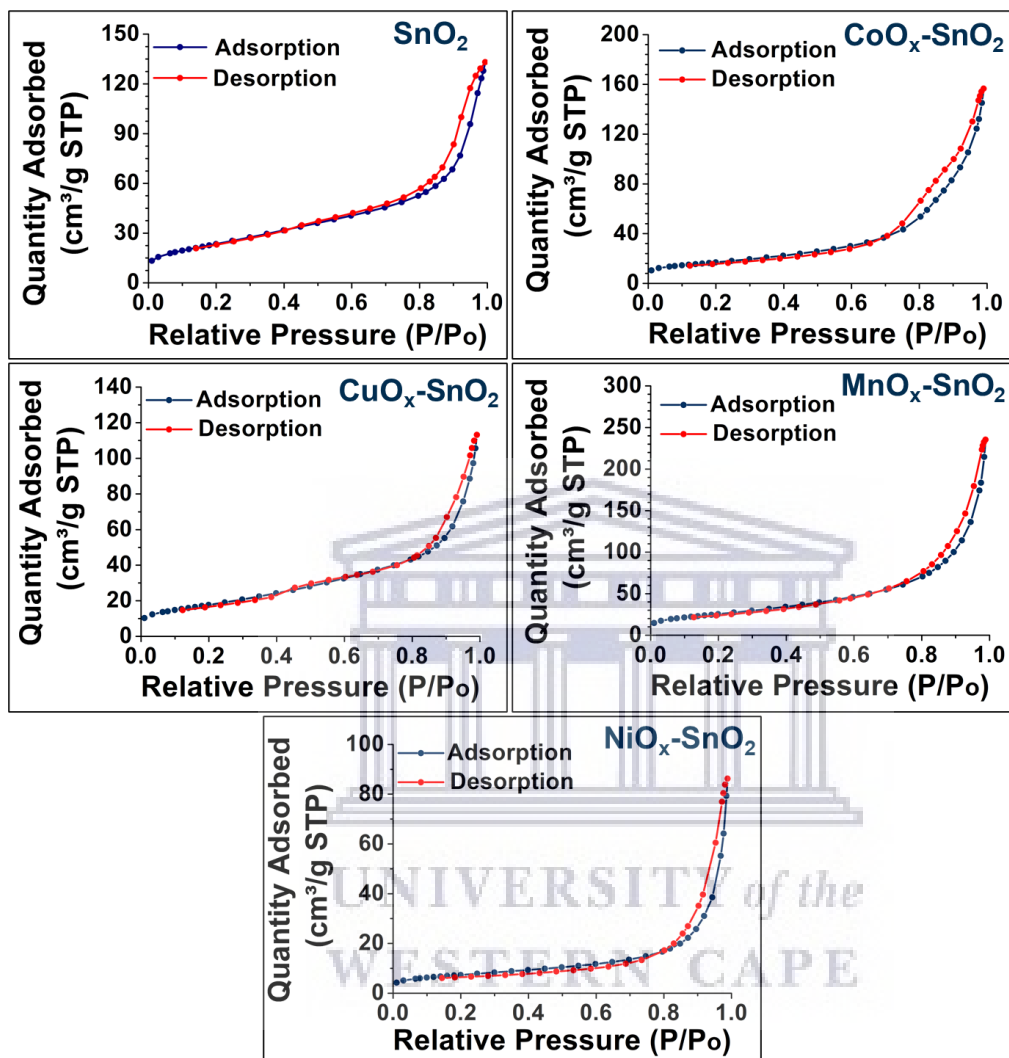 SnO₂
Adsorption
Desorption
150
120
90
60
30
0
Quantity Adsorbed
(cm³/g STP)
0.0 0.2 0.4 0.6 0.8 1.0
Relative Pressure (P/Po)
CoOₓ-SnO₂
Adsorption
Desorption
200
160
120
80
40
0
Quantity Adsorbed
(cm³/g STP)
0.0 0.2 0.4 0.6 0.8 1.0
Relative Pressure (P/Po)
CuOₓ-SnO₂
Adsorption
Desorption
140
120
100
80
60
40
20
0
Quantity Adsorbed
(cm³/g STP)
0.0 0.2 0.4 0.6 0.8 1.0
Relative Pressure (P/Po)
MnOₓ-SnO₂
Adsorption
Desorption
300
250
200
150
100
50
0
Quantity Adsorbed
(cm³/g STP)
0.0 0.2 0.4 0.6 0.8 1.0
Relative Pressure (P/Po)
NiOₓ-SnO₂
Adsorption
Desorption
100
80
60
40
20
0
Quantity Adsorbed
(cm³/g STP)
0.0 0.2 0.4 0.6 0.8 1.0
Relative Pressure (P/Po)
UNIVERSITY of the
WESTERN CAPE